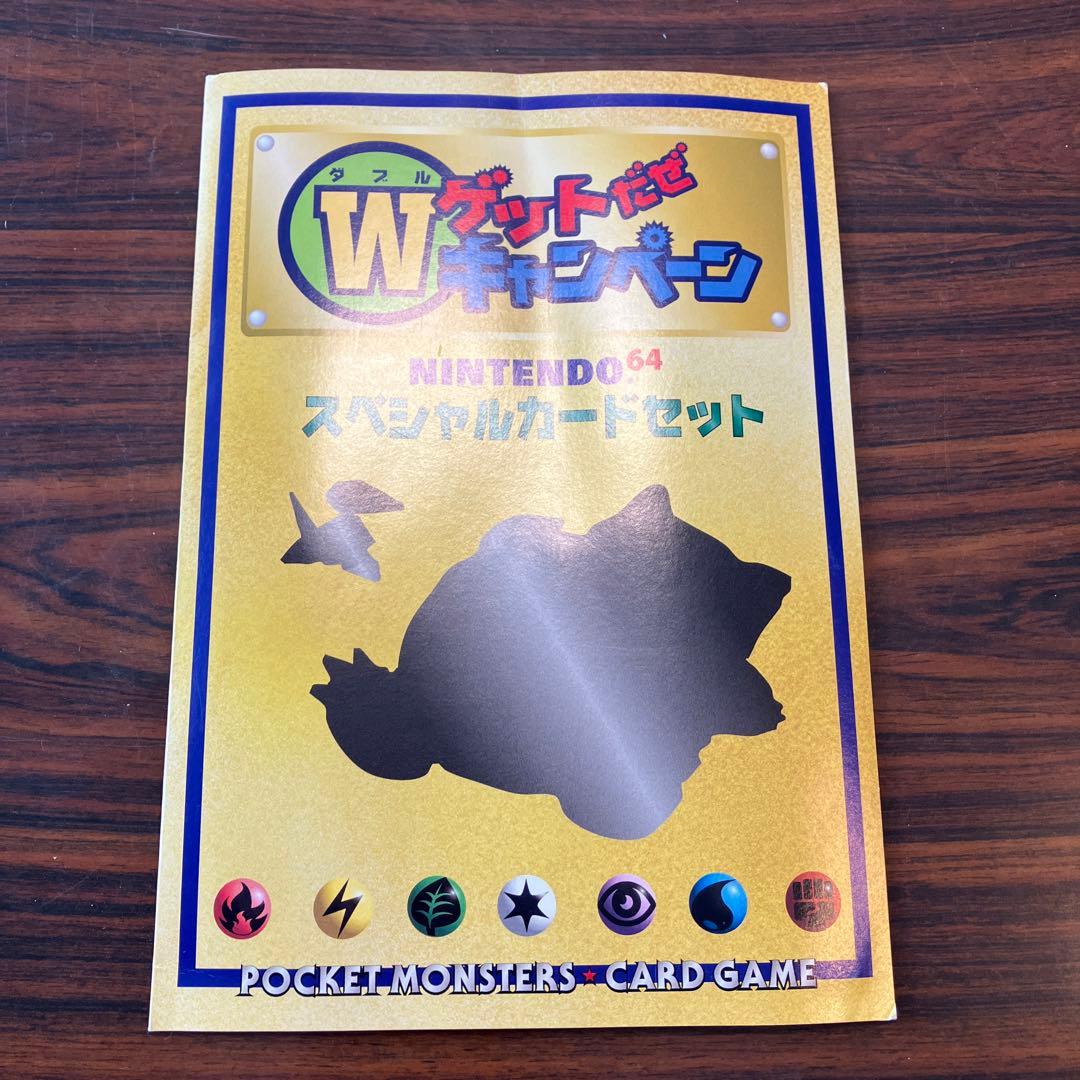 ダブル
Wゲットだぜ
キャンペーン
NINTENDO64
スペシャルカードセット
POCKET MONSTERS★CARD GAME